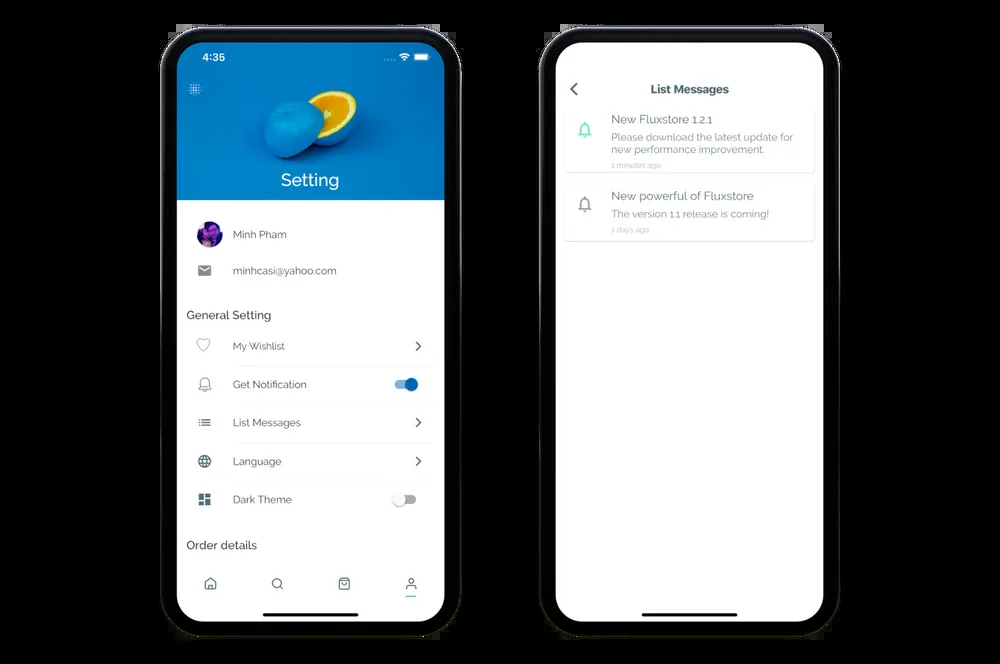 4:35
Setting
Minh Pham
minhcasi@yahoo.com
General Setting
My Wishlist
Get Notification
List Messages
Language
Dark Theme
Order details
List Messages
New Fluxstore 1.2.1
Please download the latest update for
new performance improvement.
1 minutes ago
New powerful of Fluxstore
The version 1.1 release is coming!
1 days ago